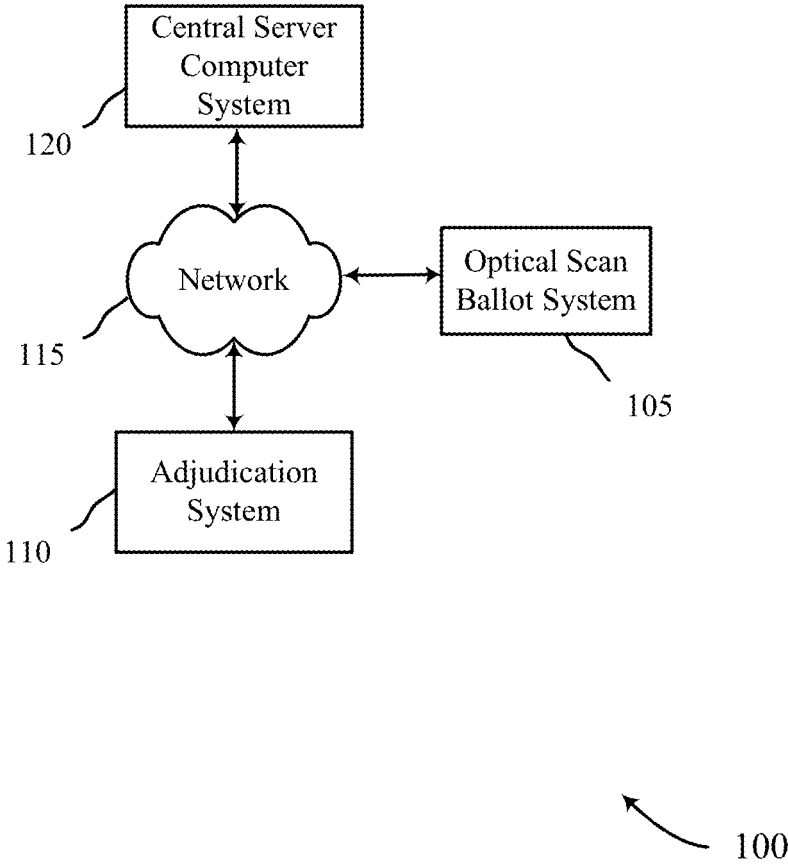 Central Server
Computer
System
120
Network
Optical Scan
Ballot System
115
105
Adjudication
System
110
100